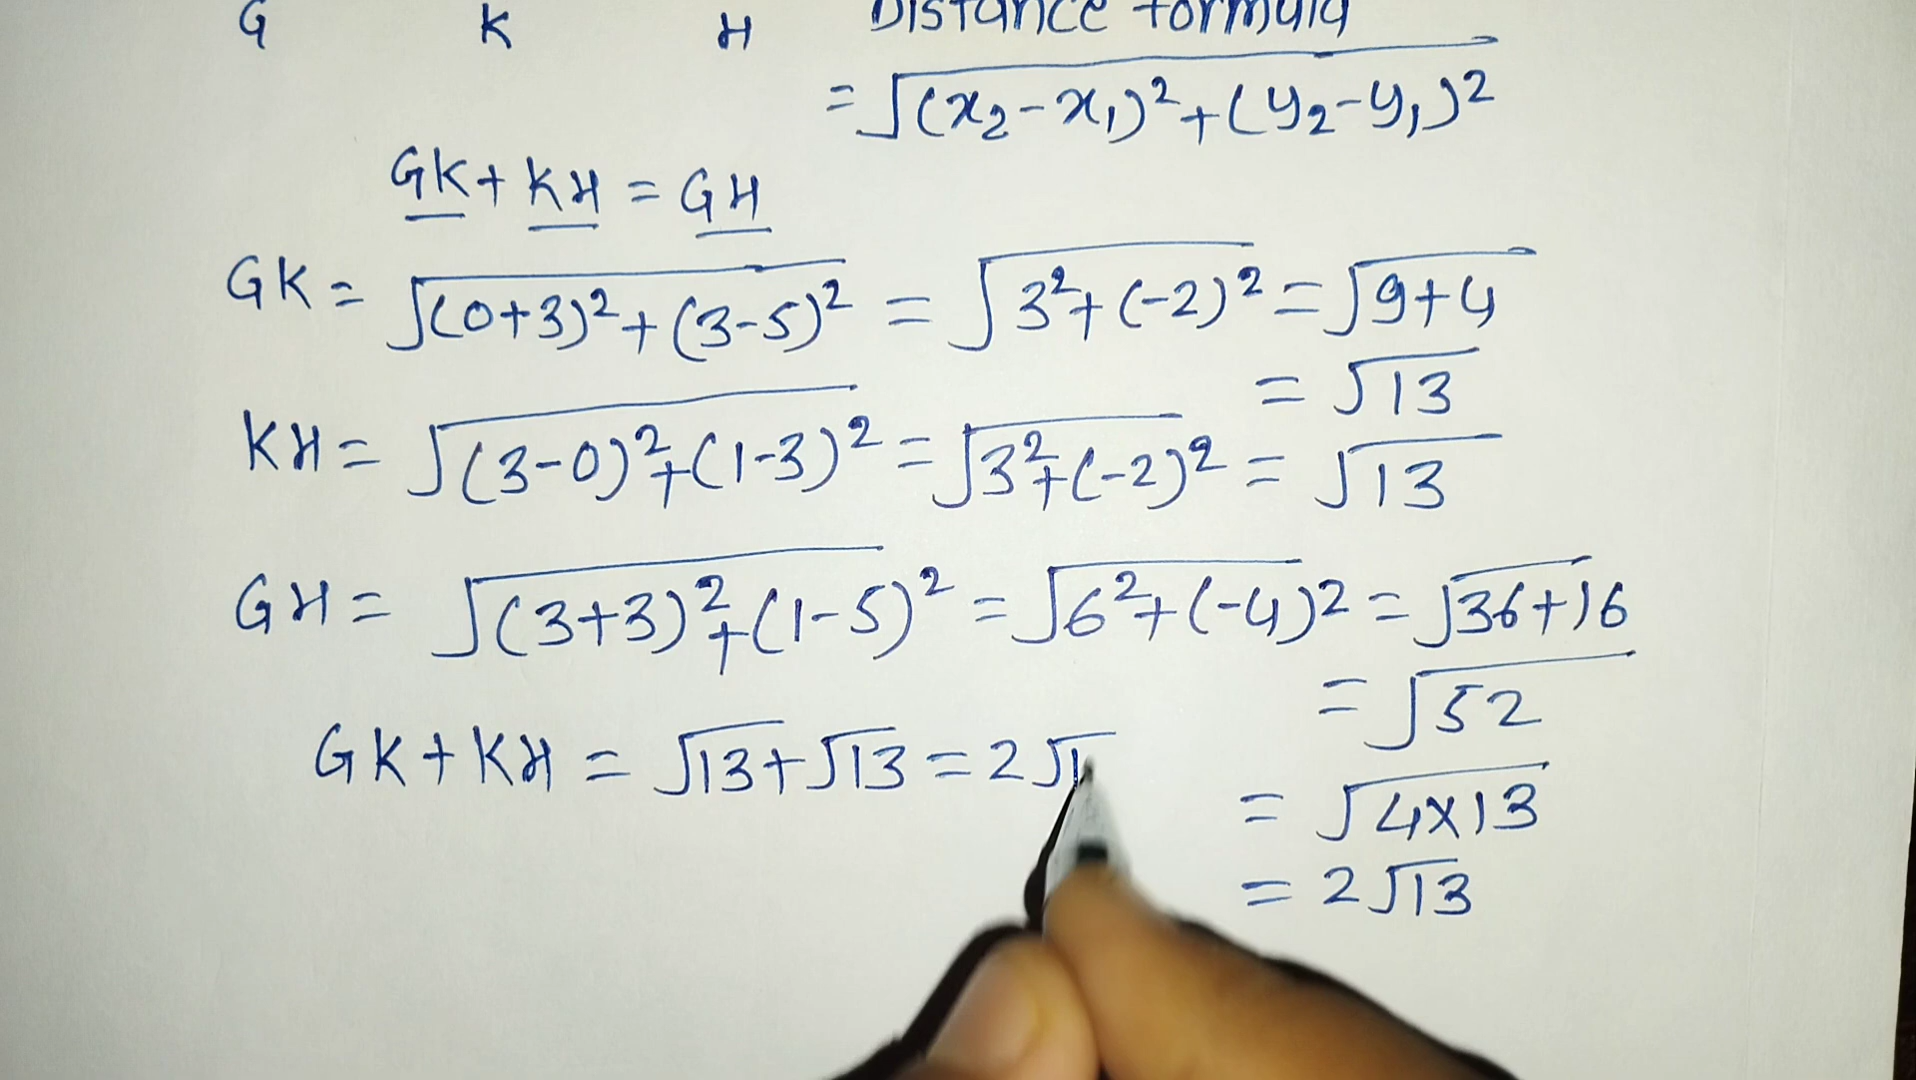 G K H Distance formula
= √(x₂-x₁)²+(y₂-y₁)²
GK + KH = GH
GK = √(0+3)²+(3-5)² = √3²+(-2)² = √9+4
= √13
KH = √(3-0)²+(1-3)² = √3²+(-2)² = √13
GH = √(3+3)²+(1-5)² = √6²+(-4)² = √36+16
= √52
GK + KH = √13+√13 = 2√1
= √4×13
= 2√13